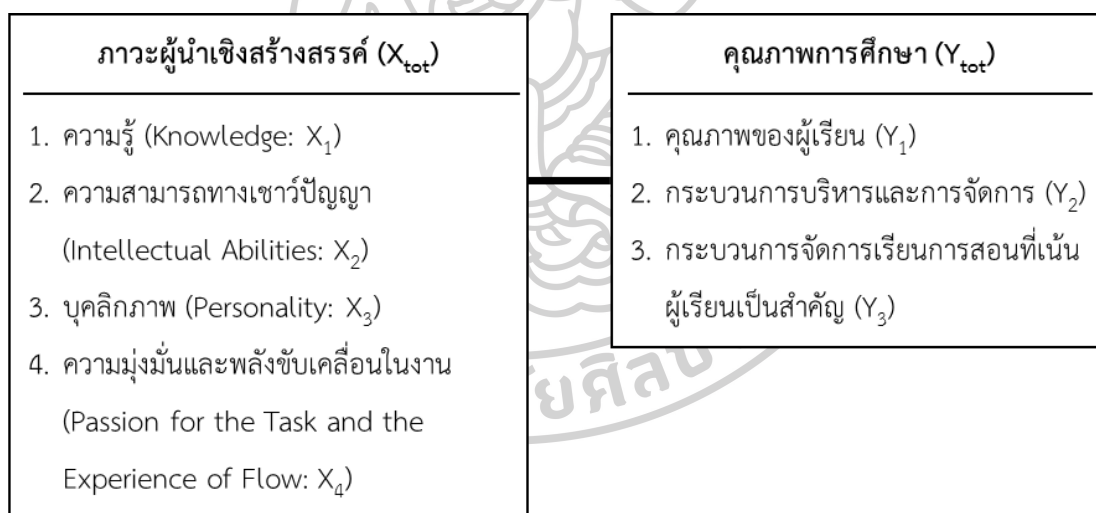 ภาวะผู้นำเชิงสร้างสรรค์ (Xtot)
1. ความรู้ (Knowledge: X1)
2. ความสามารถทางเชาว์ปัญญา
(Intellectual Abilities: X2)
3. บุคลิกภาพ (Personality: X3)
4. ความมุ่งมั่นและพลังขับเคลื่อนในงาน
(Passion for the Task and the
Experience of Flow: X4)
คุณภาพการศึกษา (Ytot)
1. คุณภาพของผู้เรียน (Y1)
2. กระบวนการบริหารและการจัดการ (Y2)
3. กระบวนการจัดการเรียนการสอนที่เน้น
ผู้เรียนเป็นสำคัญ (Y3)